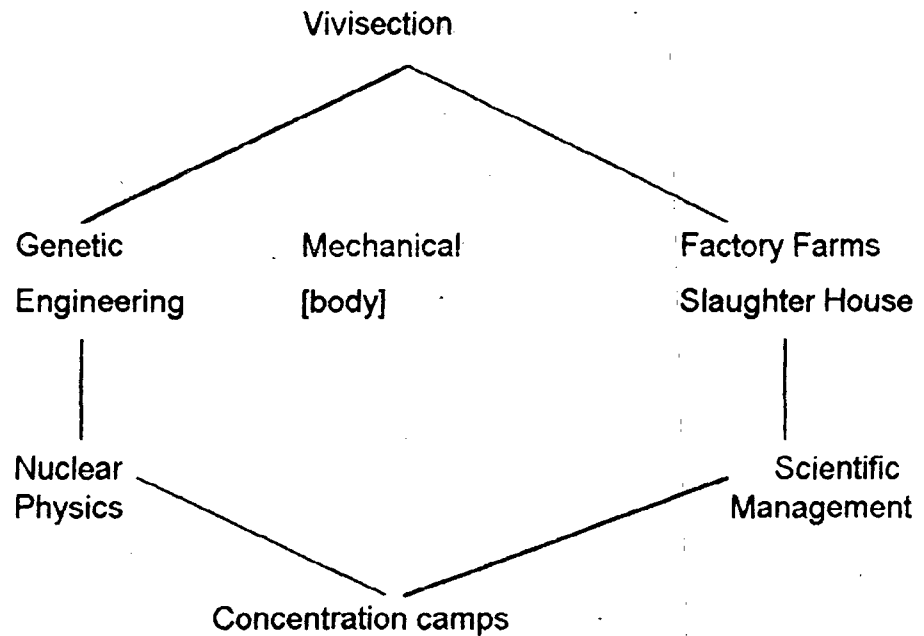 Vivisection
Genetic
Engineering
Mechanical
[body]
Factory Farms
Slaughter House
Nuclear
Physics
Scientific
Management
Concentration camps